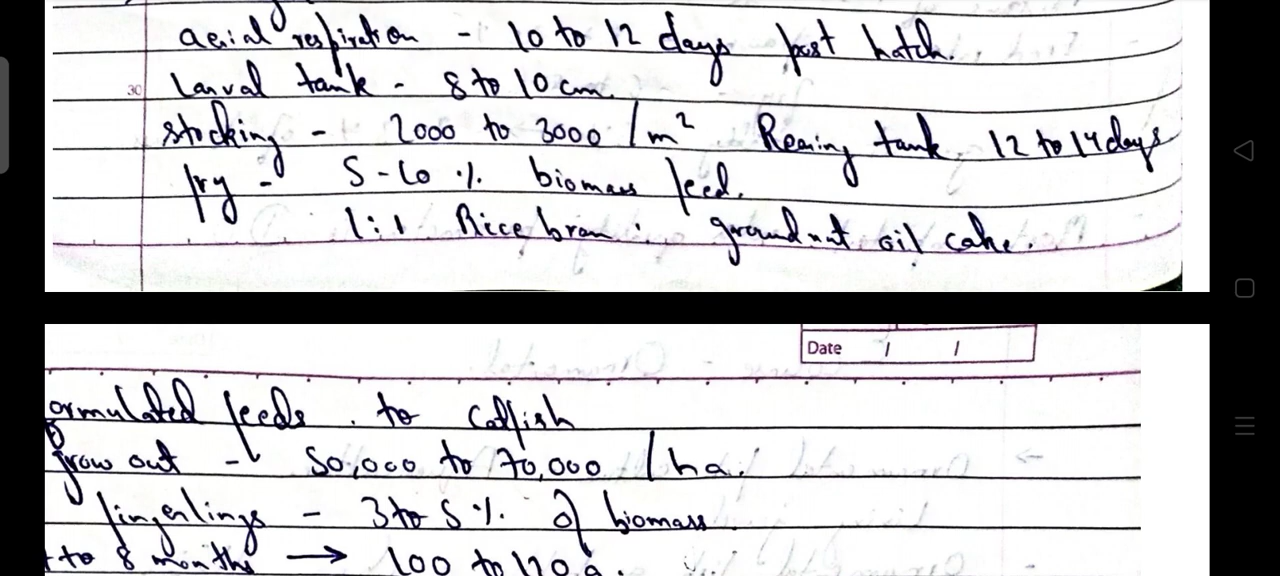 aerial respiration - 10 to 12 days post hatch.
30 Larval tank - 8 to 10 cm.
stocking - 2000 to 3000 / m² Rearing tank 12 to 14 days
fry - 5-10 % biomass feed.
1:1 Rice bran : groundnut oil cake.
Date / /
ormulated feeds . to Catfish
grow out - 50,000 to 70,000 / ha.
fingerlings - 3 to 5 % of biomass
to 8 months → 100 to 120 g.